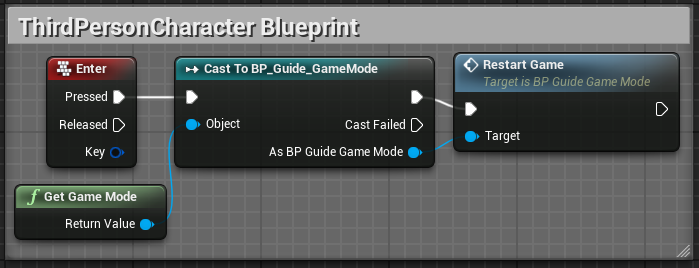 ThirdPersonCharacter Blueprint
Enter
Pressed
Released
Key
Cast To BP_Guide_GameMode
Object
Cast Failed
As BP Guide Game Mode
Restart Game
Target is BP Guide Game Mode
Target
f Get Game Mode
Return Value